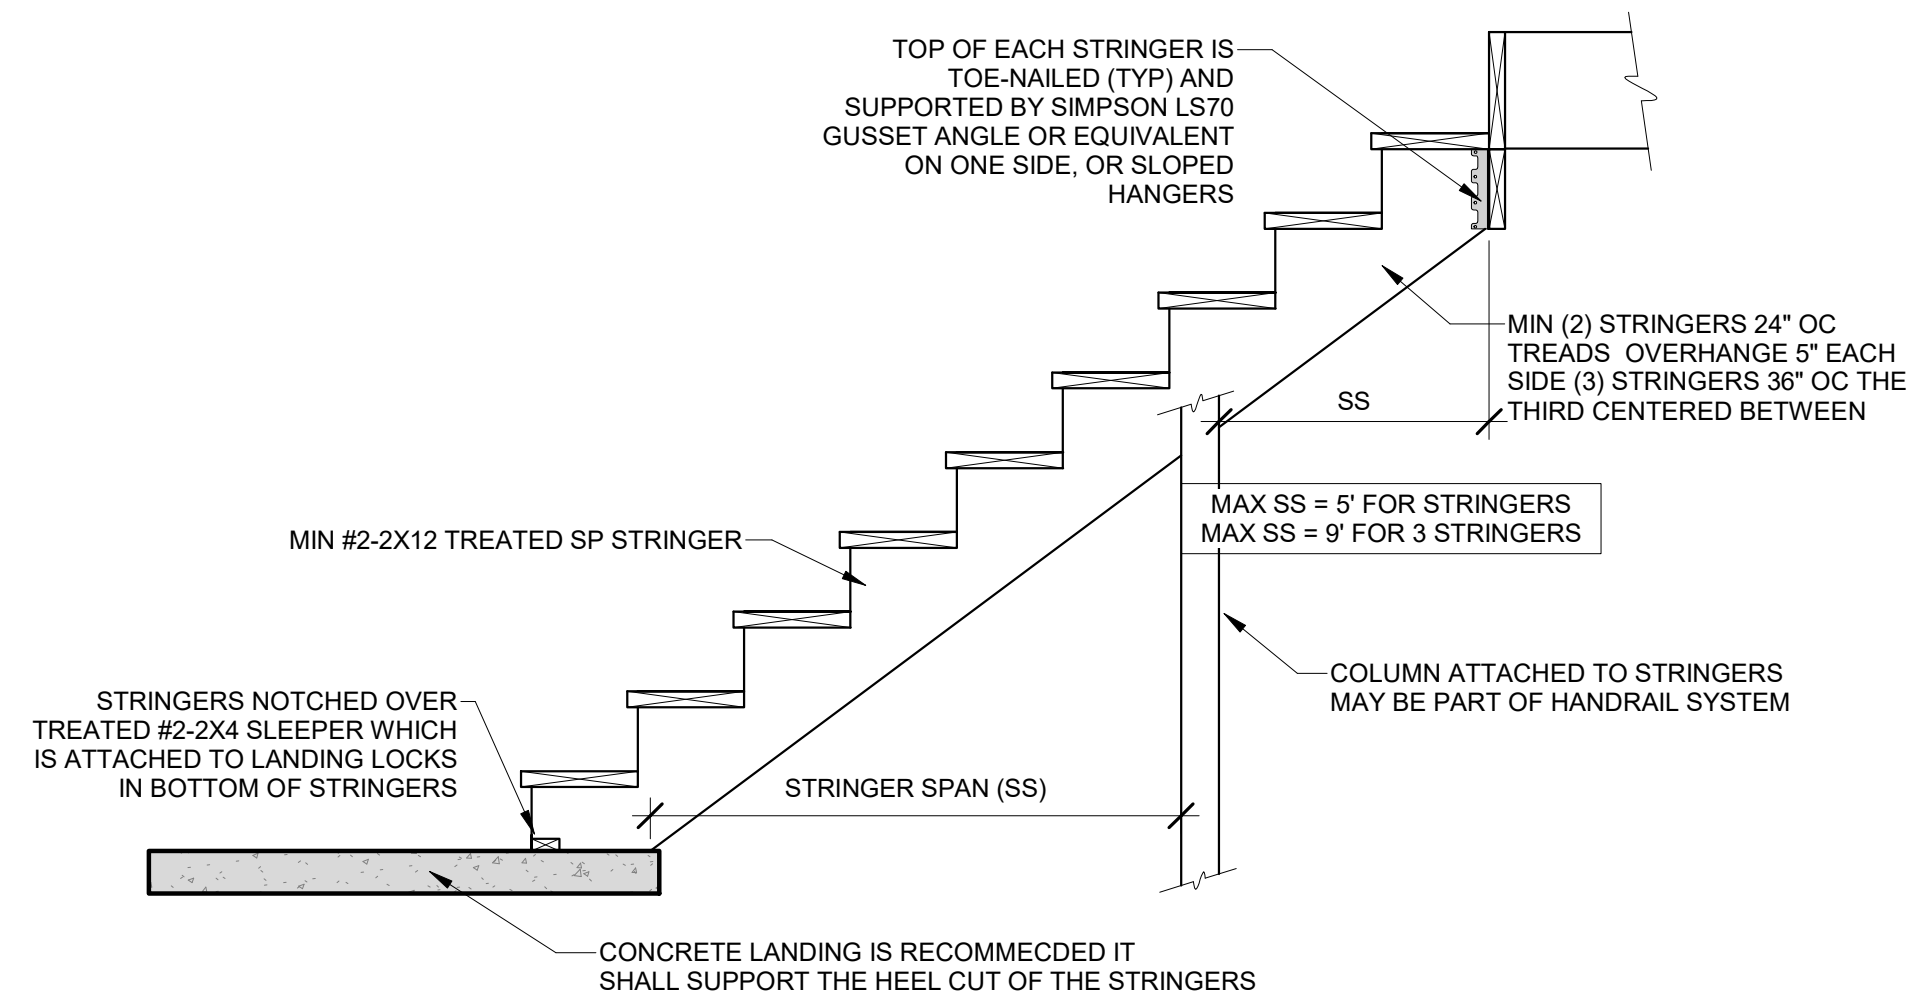 TOP OF EACH STRINGER IS
TOE-NAILED (TYP) AND
SUPPORTED BY SIMPSON LS70
GUSSET ANGLE OR EQUIVALENT
ON ONE SIDE, OR SLOPED
HANGERS
MIN (2) STRINGERS 24" OC
TREADS OVERHANGE 5" EACH
SIDE (3) STRINGERS 36" OC THE
THIRD CENTERED BETWEEN
SS
MAX SS = 5' FOR STRINGERS
MAX SS = 9' FOR 3 STRINGERS
MIN #2-2X12 TREATED SP STRINGER
COLUMN ATTACHED TO STRINGERS
MAY BE PART OF HANDRAIL SYSTEM
STRINGERS NOTCHED OVER
TREATED #2-2X4 SLEEPER WHICH
IS ATTACHED TO LANDING LOCKS
IN BOTTOM OF STRINGERS
STRINGER SPAN (SS)
CONCRETE LANDING IS RECOMMECDED IT
SHALL SUPPORT THE HEEL CUT OF THE STRINGERS